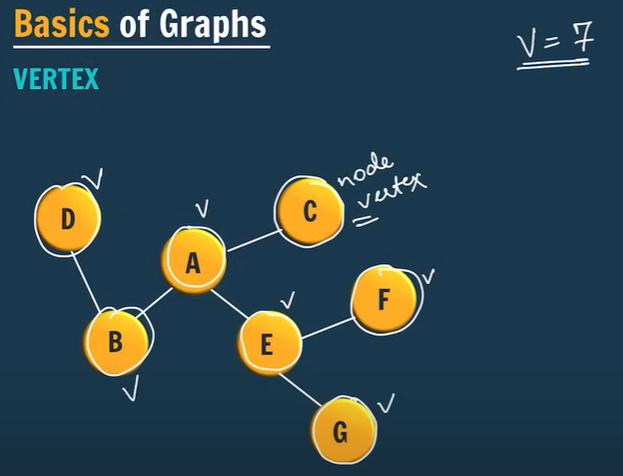 Basics of Graphs
V = 7
VERTEX
node
vertex
D
V
A
V
C
B
V
E
V
F
V
G
V